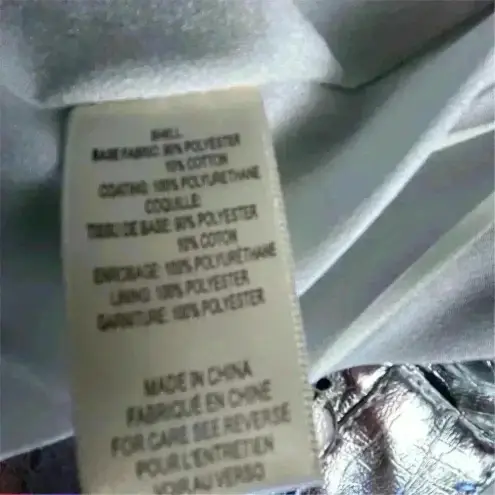 SHELL
BASE FABRIC: 90% POLYESTER
10% COTTON
COATING: 100% POLYURETHANE
COQUILLE:
TISSU DE BASE: 90% POLYESTER
10% COTON
ENROBAGE: 100% POLYURÉTHANE
LINING: 100% POLYESTER
GARNITURE: 100% POLYESTER
MADE IN CHINA
FABRIQUÉ EN CHINE
FOR CARE SEE REVERSE
POUR L'ENTRETIEN
VOIR AU VERSO